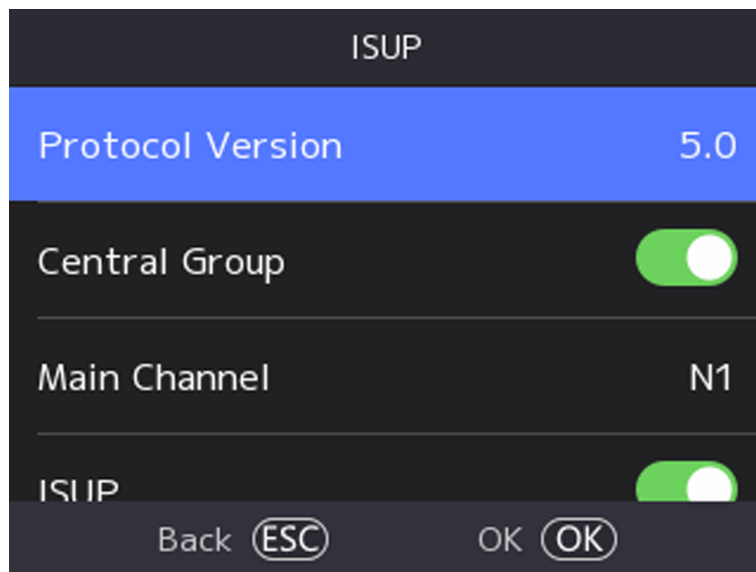 ISUP
Protocol Version 5.0
Central Group
Main Channel N1
ISUP
Back ESC OK OK